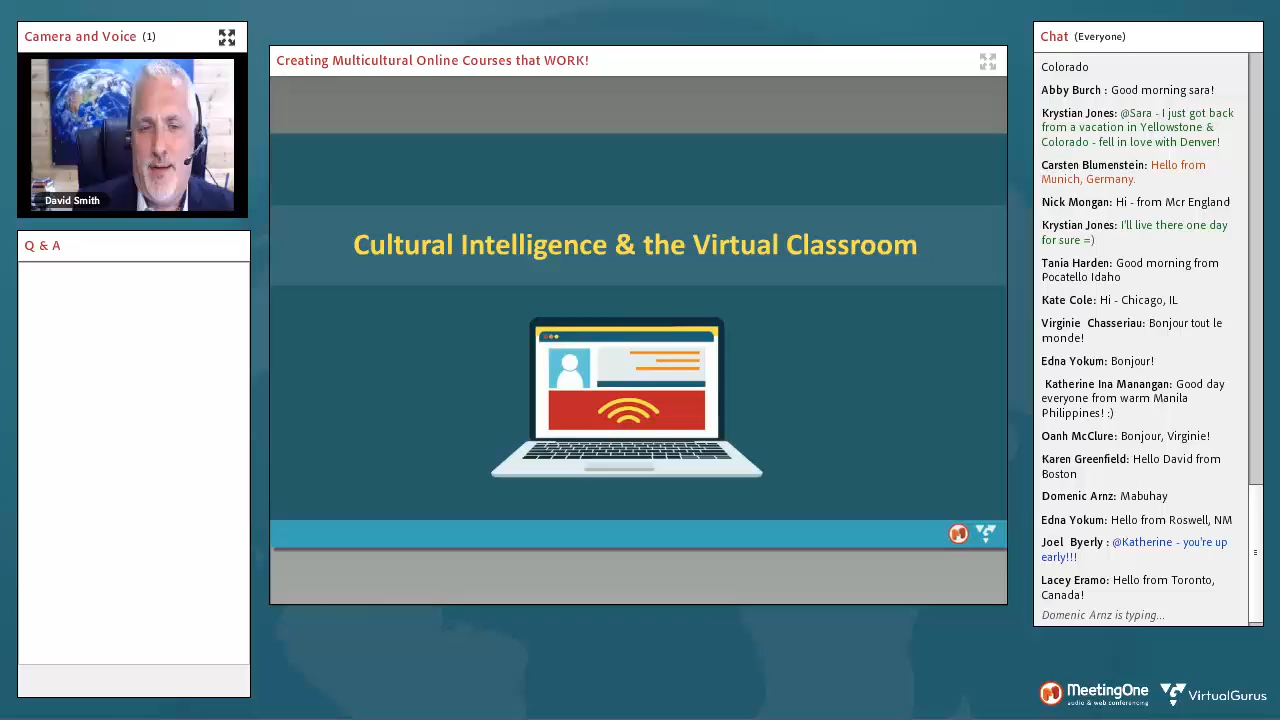 Camera and Voice (1)
David Smith
Q & A
Creating Multicultural Online Courses that WORK!
Cultural Intelligence & the Virtual Classroom
Chat (Everyone)
Colorado
Abby Burch : Good morning sara!
Krystian Jones: @Sara - I just got back
from a vacation in Yellowstone &
Colorado - fell in love with Denver!
Carsten Blumenstein: Hello from
Munich, Germany.
Nick Mongan: Hi - from Mcr England
Krystian Jones: I'll live there one day
for sure =)
Tania Harden: Good morning from
Pocatello Idaho
Kate Cole: Hi - Chicago, IL
Virginie Chasseriau: Bonjour tout le
monde!
Edna Yokum: Bonjour!
Katherine Ina Manangan: Good day
everyone from warm Manila
Philippines! :)
Oanh McClure: Bonjour, Virginie!
Karen Greenfield: Hello David from
Boston
Domenic Arnz: Mabuhay
Edna Yokum: Hello from Roswell, NM
Joel Byerly : @Katherine - you're up
early!!!
Lacey Eramo: Hello from Toronto,
Canada!
Domenic Arnz is typing...
MeetingOne
audio & web conferencing
VirtualGurus